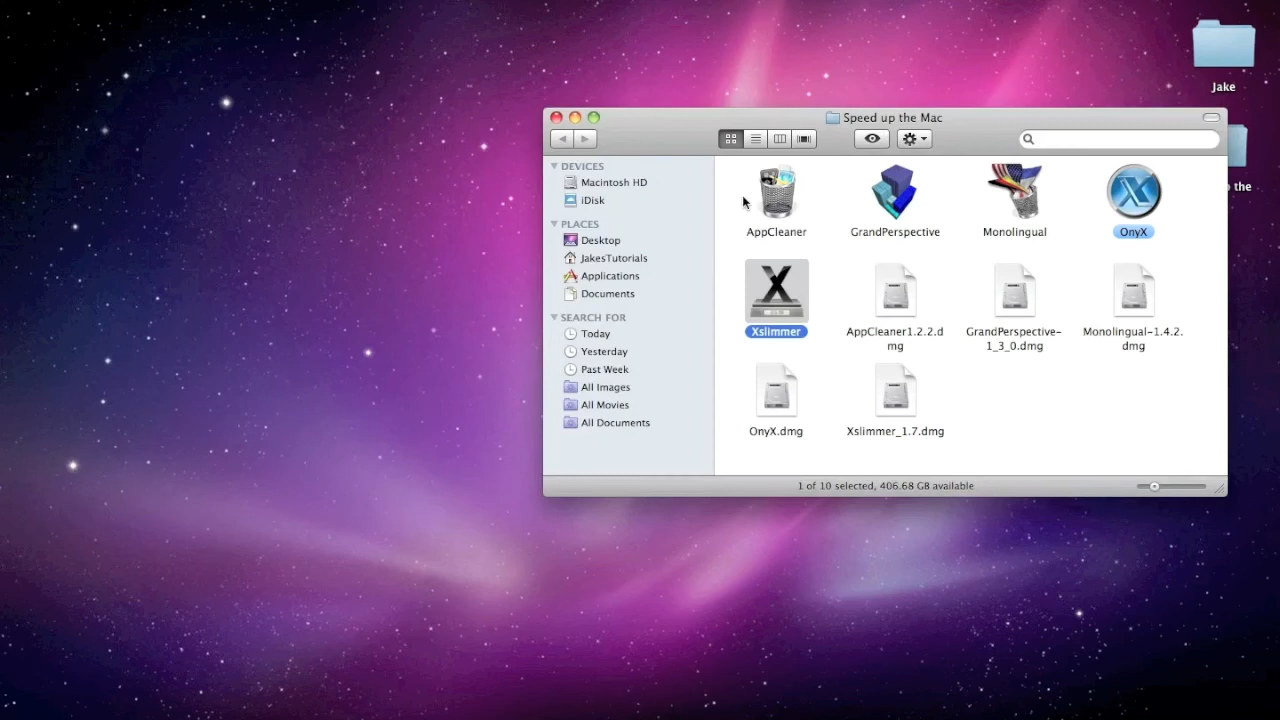 Jake
Speed up the Mac
p the
DEVICES
Macintosh HD
iDisk
PLACES
Desktop
JakesTutorials
Applications
Documents
SEARCH FOR
Today
Yesterday
Past Week
All Images
All Movies
All Documents
AppCleaner
GrandPerspective
Monolingual
OnyX
Xslimmer
AppCleaner1.2.2.d
mg
GrandPerspective-
1_3_0.dmg
Monolingual-1.4.2.
dmg
OnyX.dmg
Xslimmer_1.7.dmg
1 of 10 selected, 406.68 GB available